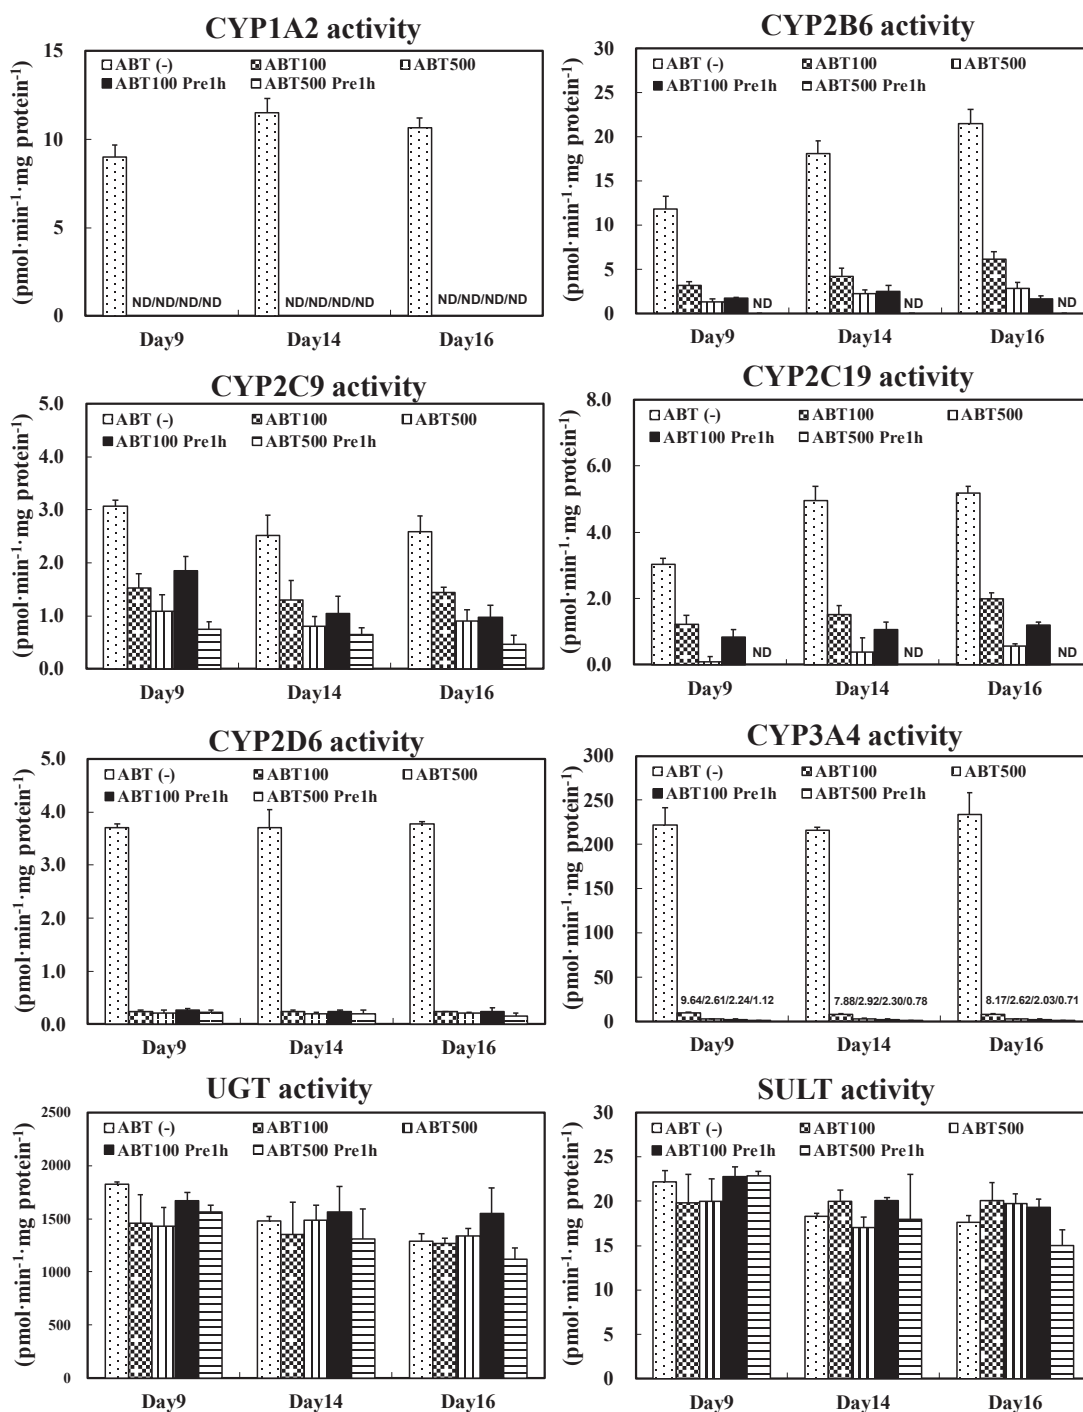 CYP1A2 activity
(pmol·min-1·mg protein-1)
15
10
5
0
ABT (-)
ABT100
ABT500
ABT100 Pre1h
ABT500 Pre1h
ND/ND/ND/ND
ND/ND/ND/ND
ND/ND/ND/ND
Day9 Day14 Day16
CYP2B6 activity
(pmol·min-1·mg protein-1)
30
25
20
15
10
5
0
ABT (-)
ABT100
ABT500
ABT100 Pre1h
ABT500 Pre1h
ND
ND
ND
Day9 Day14 Day16
CYP2C9 activity
(pmol·min-1·mg protein-1)
5.0
4.0
3.0
2.0
1.0
0.0
ABT (-)
ABT100
ABT500
ABT100 Pre1h
ABT500 Pre1h
Day9 Day14 Day16
CYP2C19 activity
(pmol·min-1·mg protein-1)
8.0
6.0
4.0
2.0
0.0
ABT (-)
ABT100
ABT500
ABT100 Pre1h
ABT500 Pre1h
ND
ND
ND
Day9 Day14 Day16
CYP2D6 activity
(pmol·min-1·mg protein-1)
5.0
4.0
3.0
2.0
1.0
0.0
ABT (-)
ABT100
ABT500
ABT100 Pre1h
ABT500 Pre1h
Day9 Day14 Day16
CYP3A4 activity
(pmol·min-1·mg protein-1)
300
250
200
150
100
50
0
ABT (-)
ABT100
ABT500
ABT100 Pre1h
ABT500 Pre1h
9.64/2.61/2.24/1.12
7.88/2.92/2.30/0.78
8.17/2.62/2.03/0.71
Day9 Day14 Day16
UGT activity
(pmol·min-1·mg protein-1)
2500
2000
1500
1000
500
0
ABT (-)
ABT100
ABT500
ABT100 Pre1h
ABT500 Pre1h
Day9 Day14 Day16
SULT activity
(pmol·min-1·mg protein-1)
30
25
20
15
10
5
0
ABT (-)
ABT100
ABT500
ABT100 Pre1h
ABT500 Pre1h
Day9 Day14 Day16